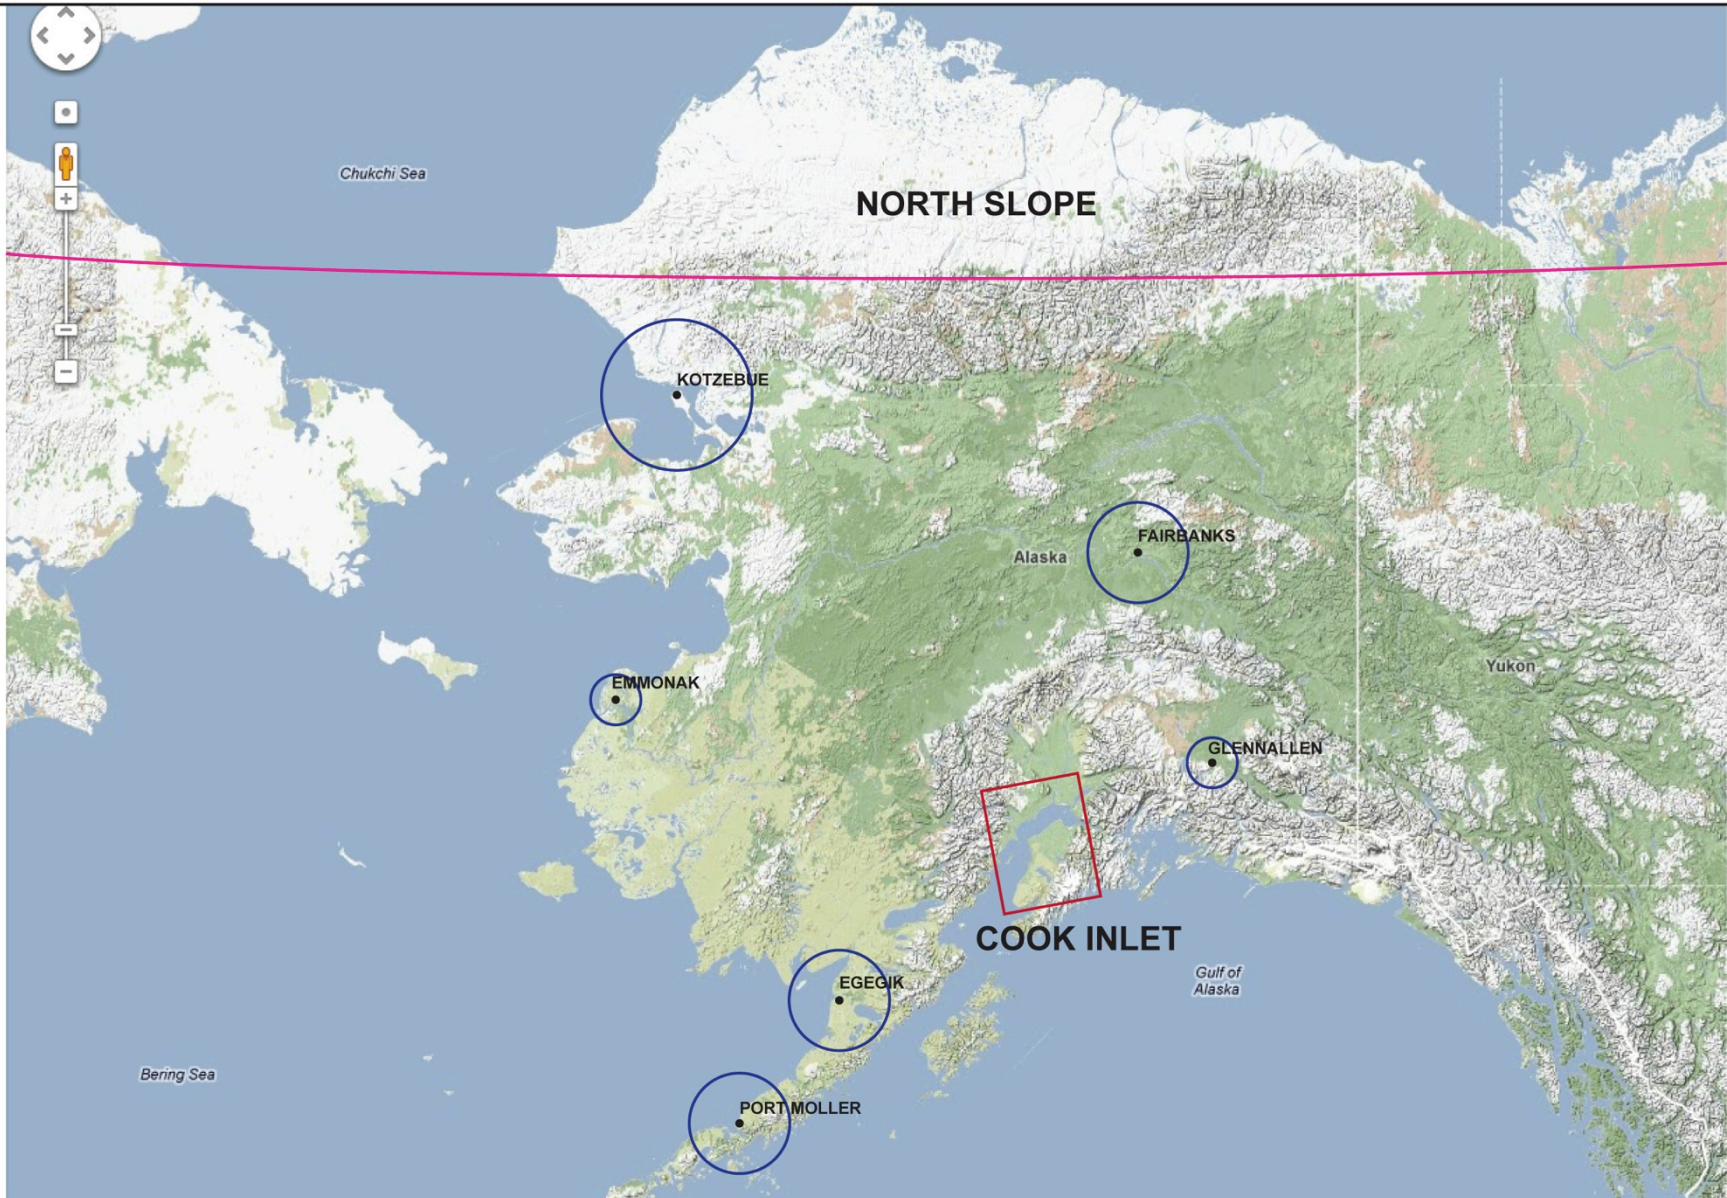 Chukchi Sea
NORTH SLOPE
KOTZEBUE
FAIRBANKS
Alaska
Yukon
EMMONAK
GLENNALLEN
COOK INLET
Gulf of
Alaska
EGEGIK
Bering Sea
PORT MOLLER